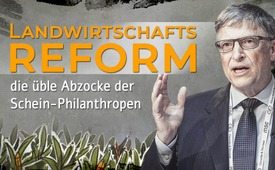 LANDWIRTSCHAFTS
REFORM
die üble Abzocke der
Schein-Philanthropen